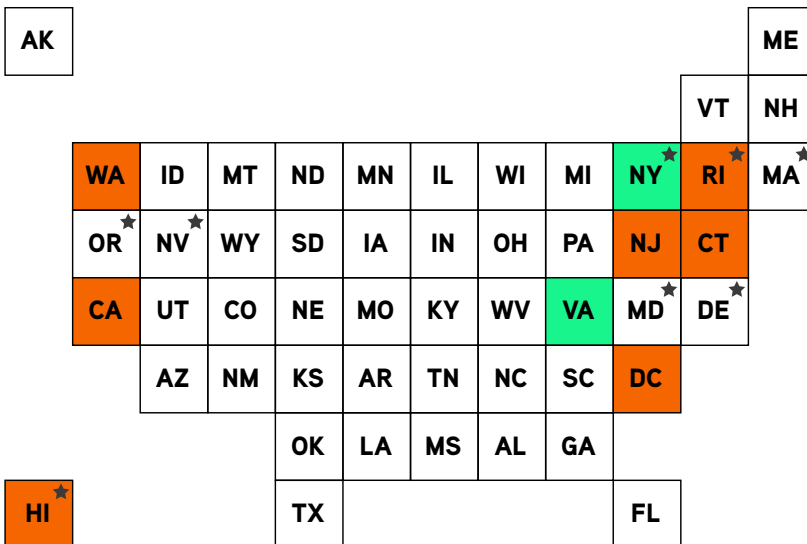 AK ME
VT NH
WA ID MT ND MN IL WI MI NY RI MA
OR NV WY SD IA IN OH PA NJ CT
CA UT CO NE MO KY WV VA MD DE
AZ NM KS AR TN NC SC DC
OK LA MS AL GA
HI TX FL